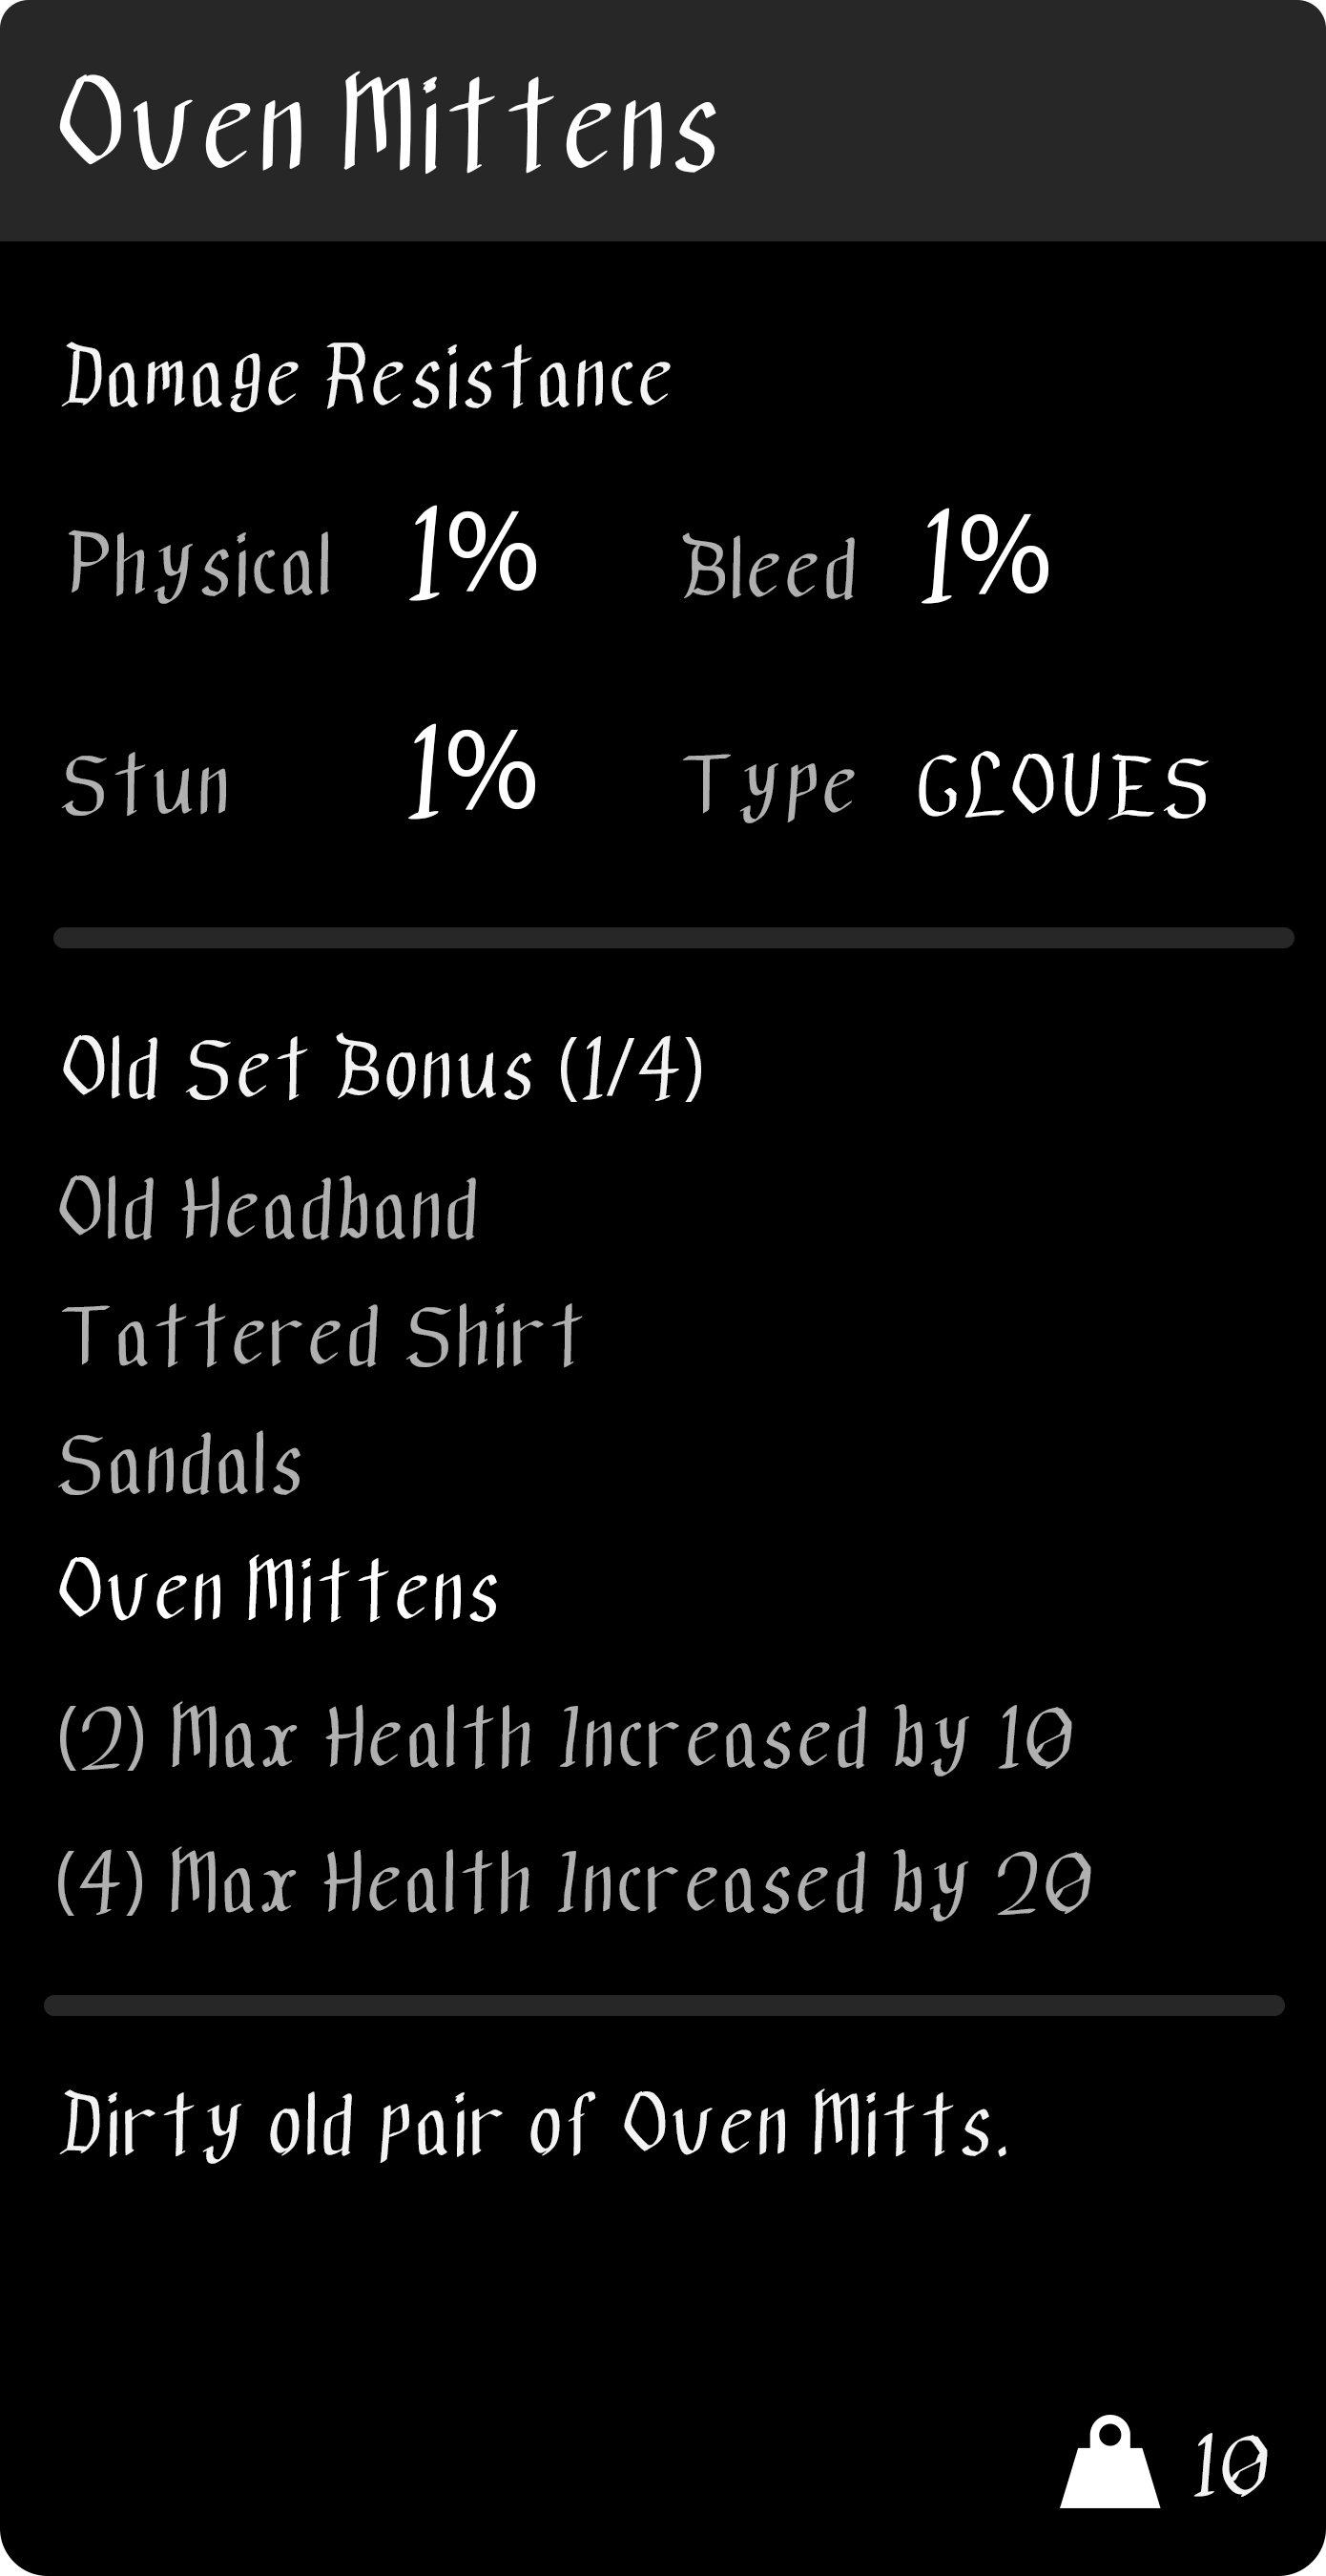 Oven Mittens
Damage Resistance
Physical 1% Bleed 1%
Stun 1% Type GLOVES
Old Set Bonus (1/4)
Old Headband
Tattered Shirt
Sandals
Oven Mittens
(2) Max Health Increased by 10
(4) Max Health Increased by 20
Dirty old pair of Oven Mitts.
10